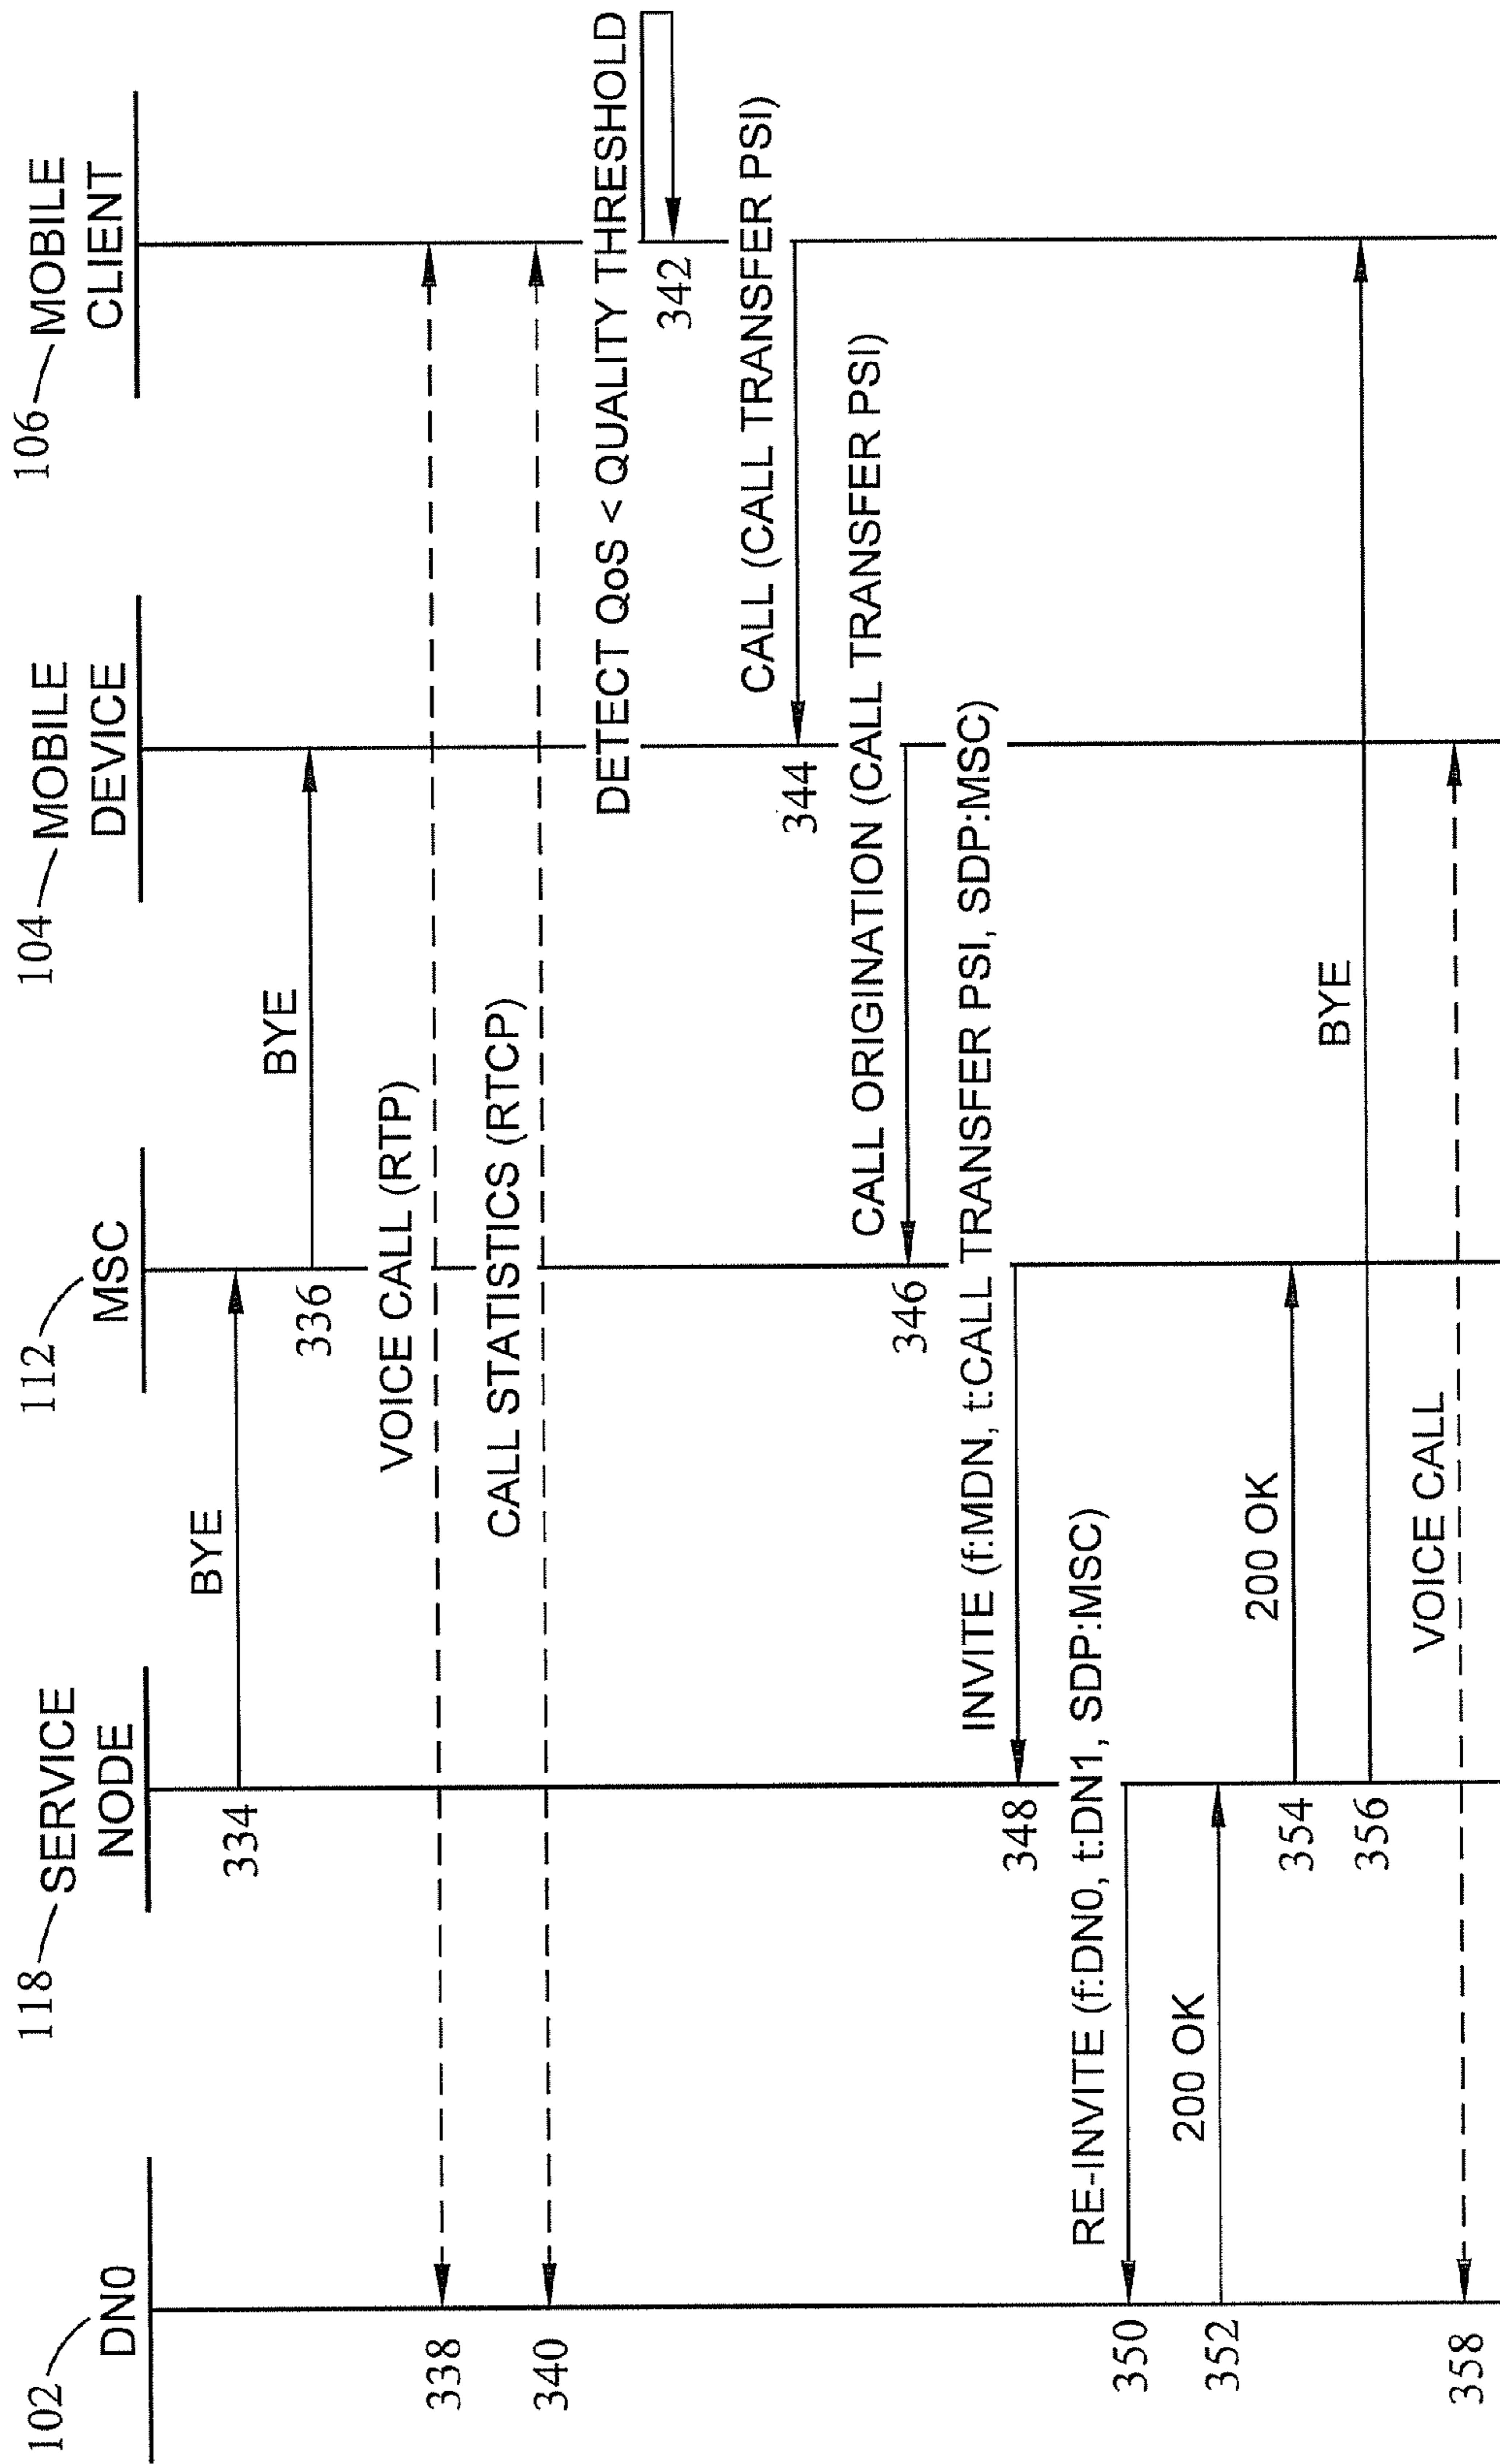 102
DN0
118
SERVICE
NODE
112
MSC
104
MOBILE
DEVICE
106
MOBILE
CLIENT
BYE
334
BYE
336
VOICE CALL (RTP)
338
CALL STATISTICS (RTCP)
340
DETECT QoS < QUALITY THRESHOLD
342
CALL (CALL TRANSFER PSI)
344
CALL ORIGINATION (CALL TRANSFER PSI)
346
INVITE (f:MDN, t:CALL TRANSFER PSI, SDP:MSC)
348
RE-INVITE (f:DN0, t:DN1, SDP:MSC)
350
200 OK
352
200 OK
354
BYE
356
VOICE CALL
358